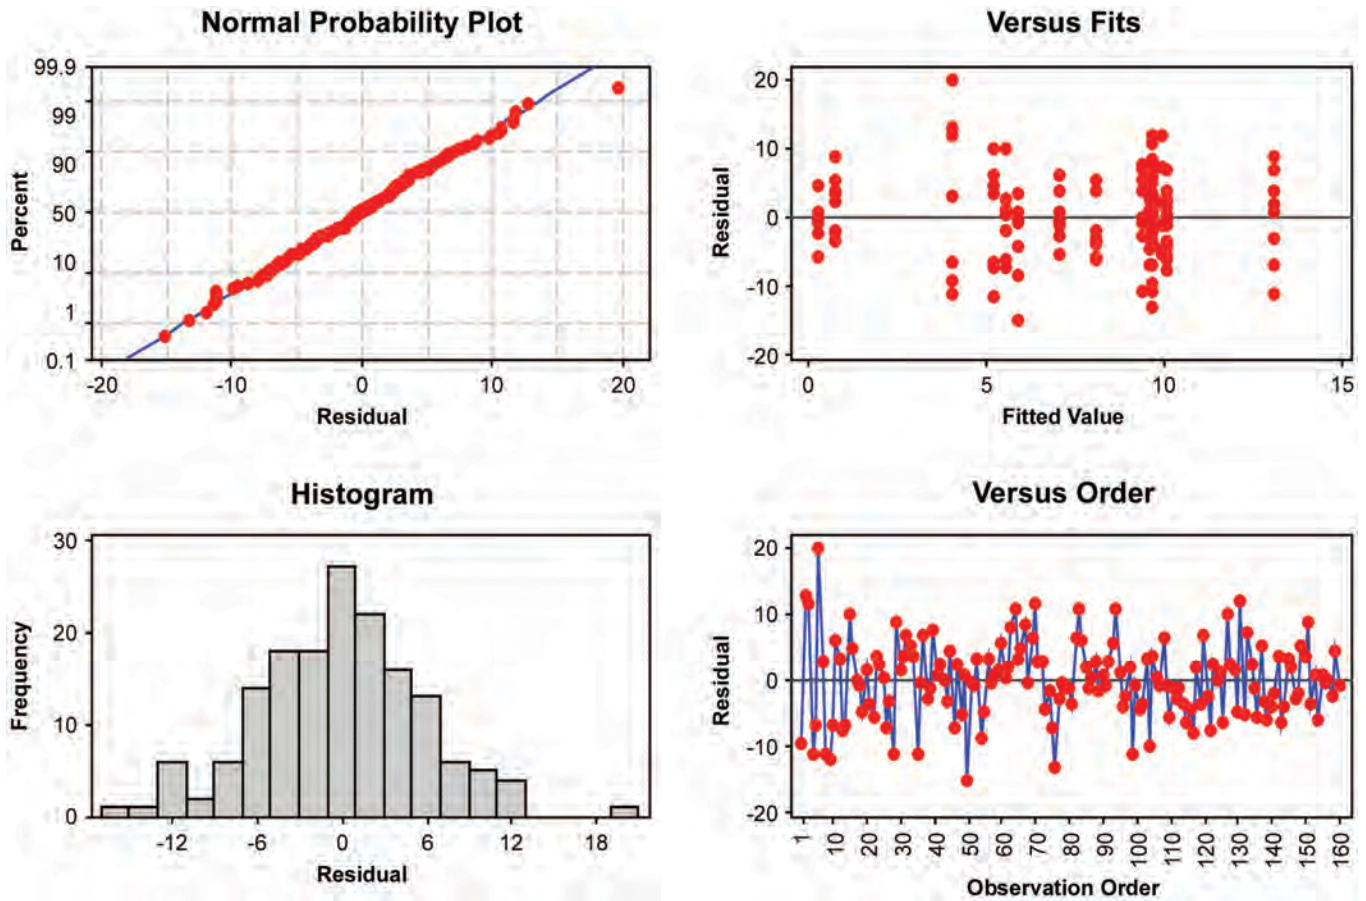 Normal Probability Plot
99.9
99
90
50
10
1
0.1
Percent
-20 -10 0 10 20
Residual
Versus Fits
20
10
0
-10
-20
Residual
0 5 10 15
Fitted Value
Histogram
30
20
10
0
Frequency
-12 -6 0 6 12 18
Residual
Versus Order
20
10
0
-10
-20
Residual
1 10 20 30 40 50 60 70 80 90 100 110 120 130 140 150 160
Observation Order